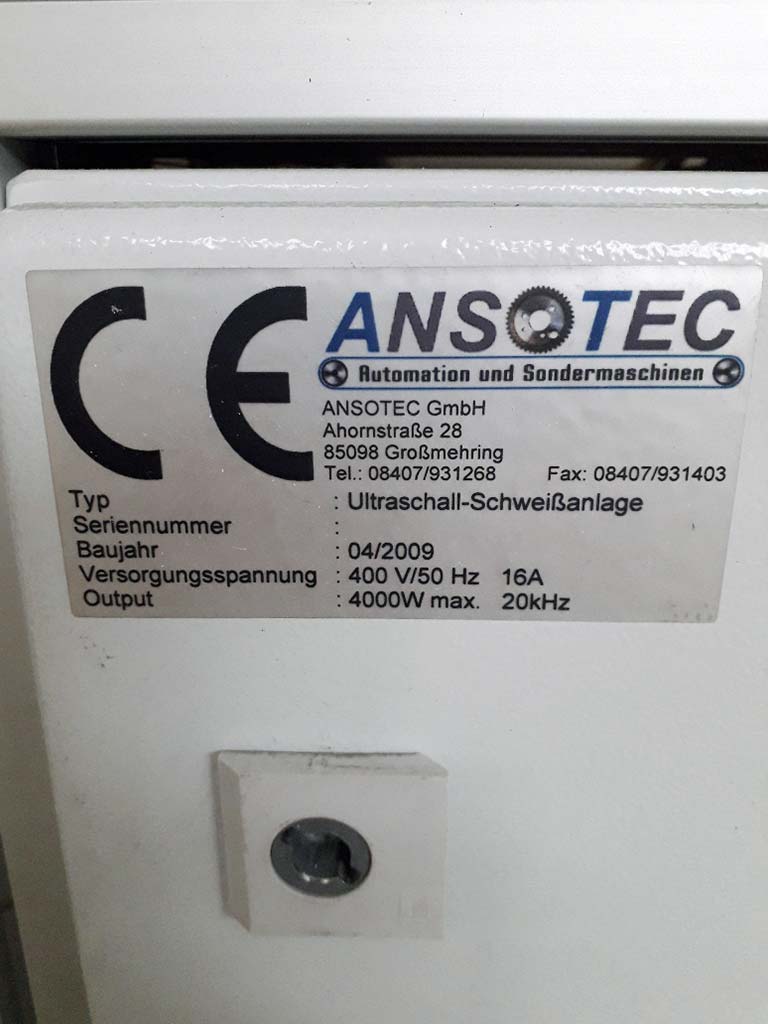 CE ANSOTEC
Automation und Sondermaschinen
ANSOTEC GmbH
Ahornstraße 28
85098 Großmehring
Tel.: 08407/931268 Fax: 08407/931403
Typ : Ultraschall-Schweißanlage
Seriennummer :
Baujahr : 04/2009
Versorgungsspannung : 400 V/50 Hz 16A
Output : 4000W max. 20kHz